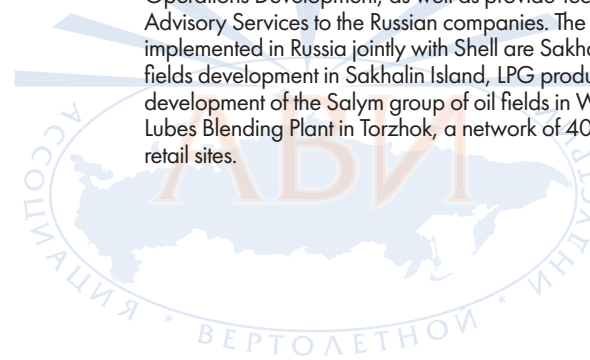 Operations Development, as well as provide
Advisory Services to the Russian companies. The
implemented in Russia jointly with Shell are Sakha
fields development in Sakhalin Island, LPG produ
development of the Salym group of oil fields in W
Lubes Blending Plant in Torzhok, a network of 40
retail sites.
АВИ
АССОЦИАЦИЯ * ВЕРТОЛЕТНОЙ *